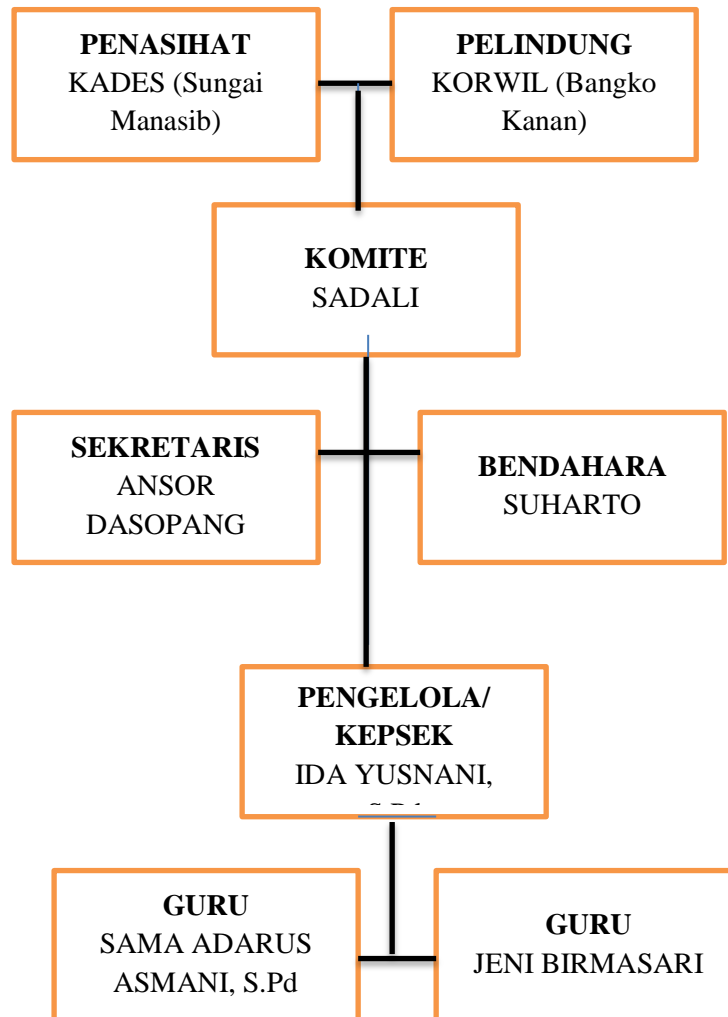 PENASIHAT
KADES (Sungai
Manasib)
PELINDUNG
KORWIL (Bangko
Kanan)
KOMITE
SADALI
SEKRETARIS
ANSOR
DASOPANG
BENDAHARA
SUHARTO
PENGELOLA/
KEPSEK
IDA YUSNANI,
GURU
SAMA ADARUS
ASMANI, S.Pd
GURU
JENI BIRMASARI